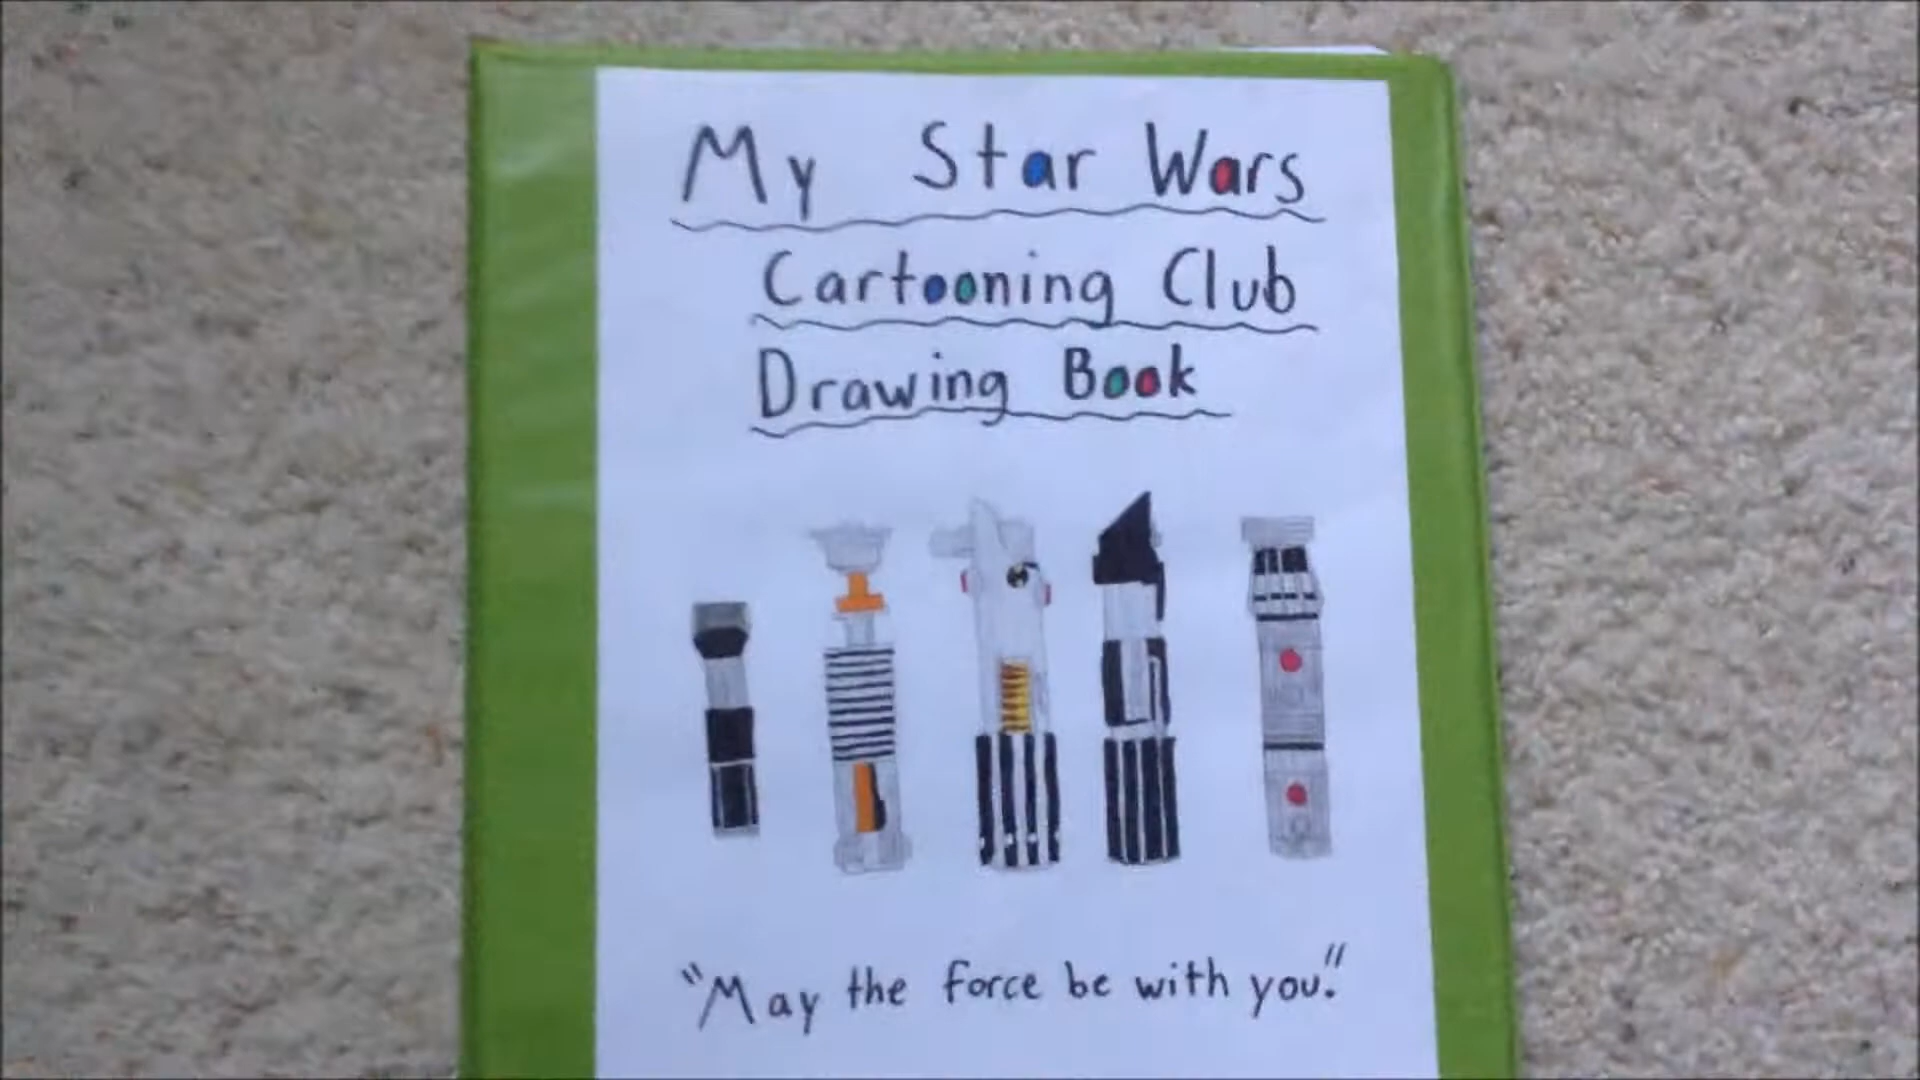 My Star Wars
Cartooning Club
Drawing Book
"May the force be with you."